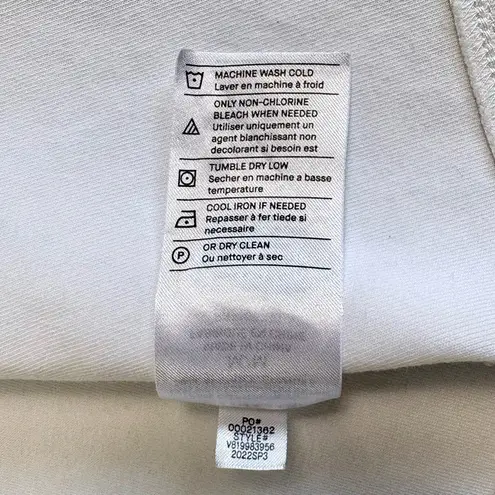 MACHINE WASH COLD
Laver en machine à froid
ONLY NON-CHLORINE
BLEACH WHEN NEEDED
Utiliser uniquement un
agent blanchissant non
decolorant si besoin est
TUMBLE DRY LOW
Secher en machine a basse
temperature
COOL IRON IF NEEDED
Repasser à fer tiede si
necessaire
P
OR DRY CLEAN
Ou nettoyer à sec
PO#
00021362
STYLE#
V819983956
2022SP3